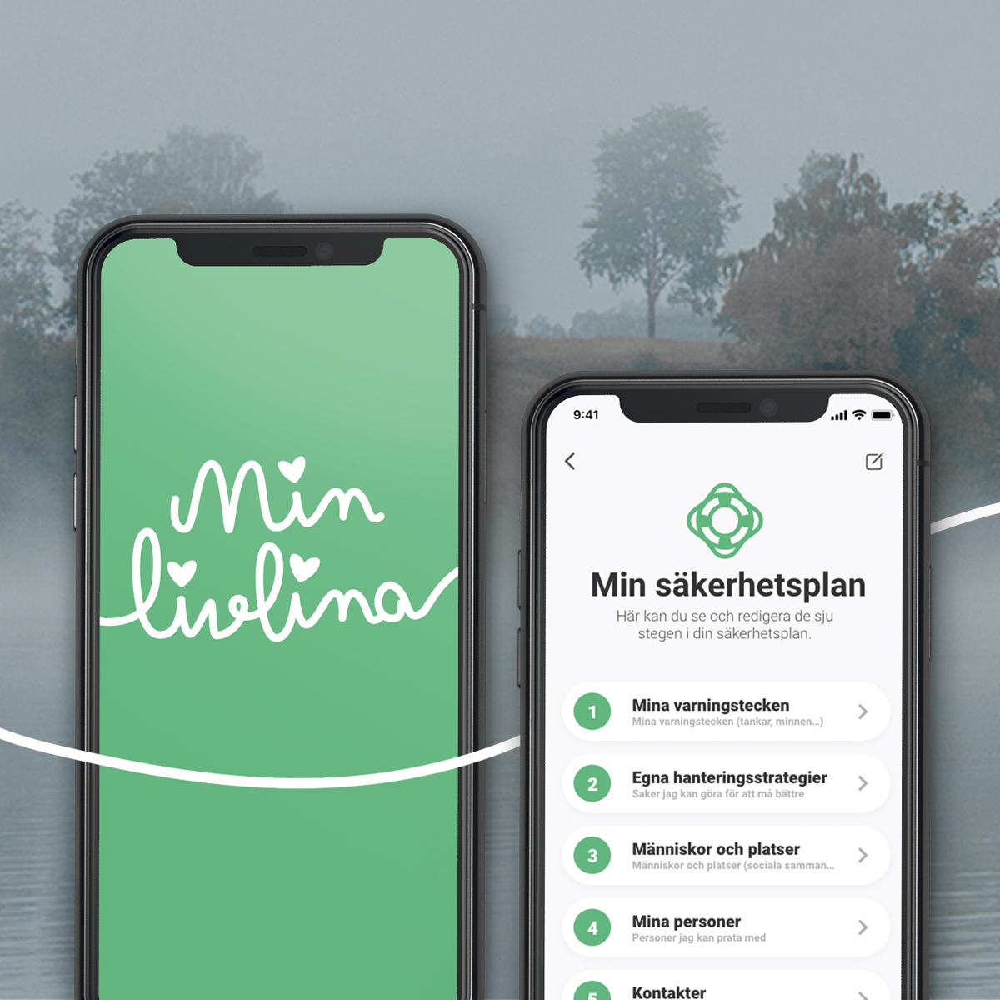 Min
livlina
9:41
Min säkerhetsplan
Här kan du se och redigera de sju
stegen i din säkerhetsplan.
1
Mina varningstecken
Mina varningstecken (tankar, minnen...)
2
Egna hanteringsstrategier
Saker jag kan göra för att må bättre
3
Människor och platser
Människor och platser (sociala samman...
4
Mina personer
Personer jag kan prata med
5
Kontakter